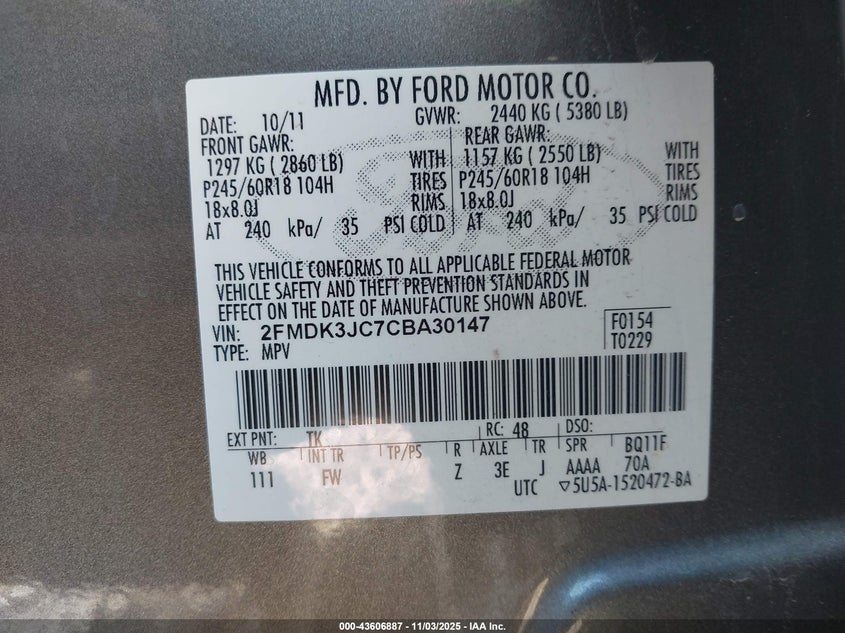 MFD. BY FORD MOTOR CO.
DATE: 10/11 GVWR: 2440 KG ( 5380 LB)
FRONT GAWR: REAR GAWR:
1297 KG ( 2860 LB) WITH 1157 KG ( 2550 LB) WITH
P245/60R18 104H TIRES P245/60R18 104H TIRES
18x8.0J RIMS 18x8.0J RIMS
AT 240 kPa/ 35 PSI COLD AT 240 kPa/ 35 PSI COLD
THIS VEHICLE CONFORMS TO ALL APPLICABLE FEDERAL MOTOR
VEHICLE SAFETY AND THEFT PREVENTION STANDARDS IN
EFFECT ON THE DATE OF MANUFACTURE SHOWN ABOVE.
VIN: 2FMDK3JC7CBA30147 F0154
TYPE: MPV T0229
EXT PNT: TK RC: 48 DSO:
WB INT TR TP/PS R AXLE TR SPR BQ11F
111 FW Z 3E J AAAA 70A
UTC ▽5U5A-1520472-BA
Ford
000-43606887 - 11/03/2025 - IAA Inc.